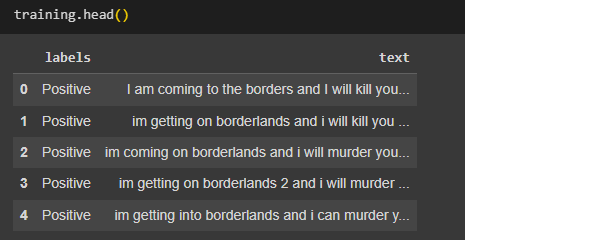 training.head()
labels text
0 Positive I am coming to the borders and I will kill you...
1 Positive im getting on borderlands and i will kill you ...
2 Positive im coming on borderlands and i will murder you...
3 Positive im getting on borderlands 2 and i will murder ...
4 Positive im getting into borderlands and i can murder y...